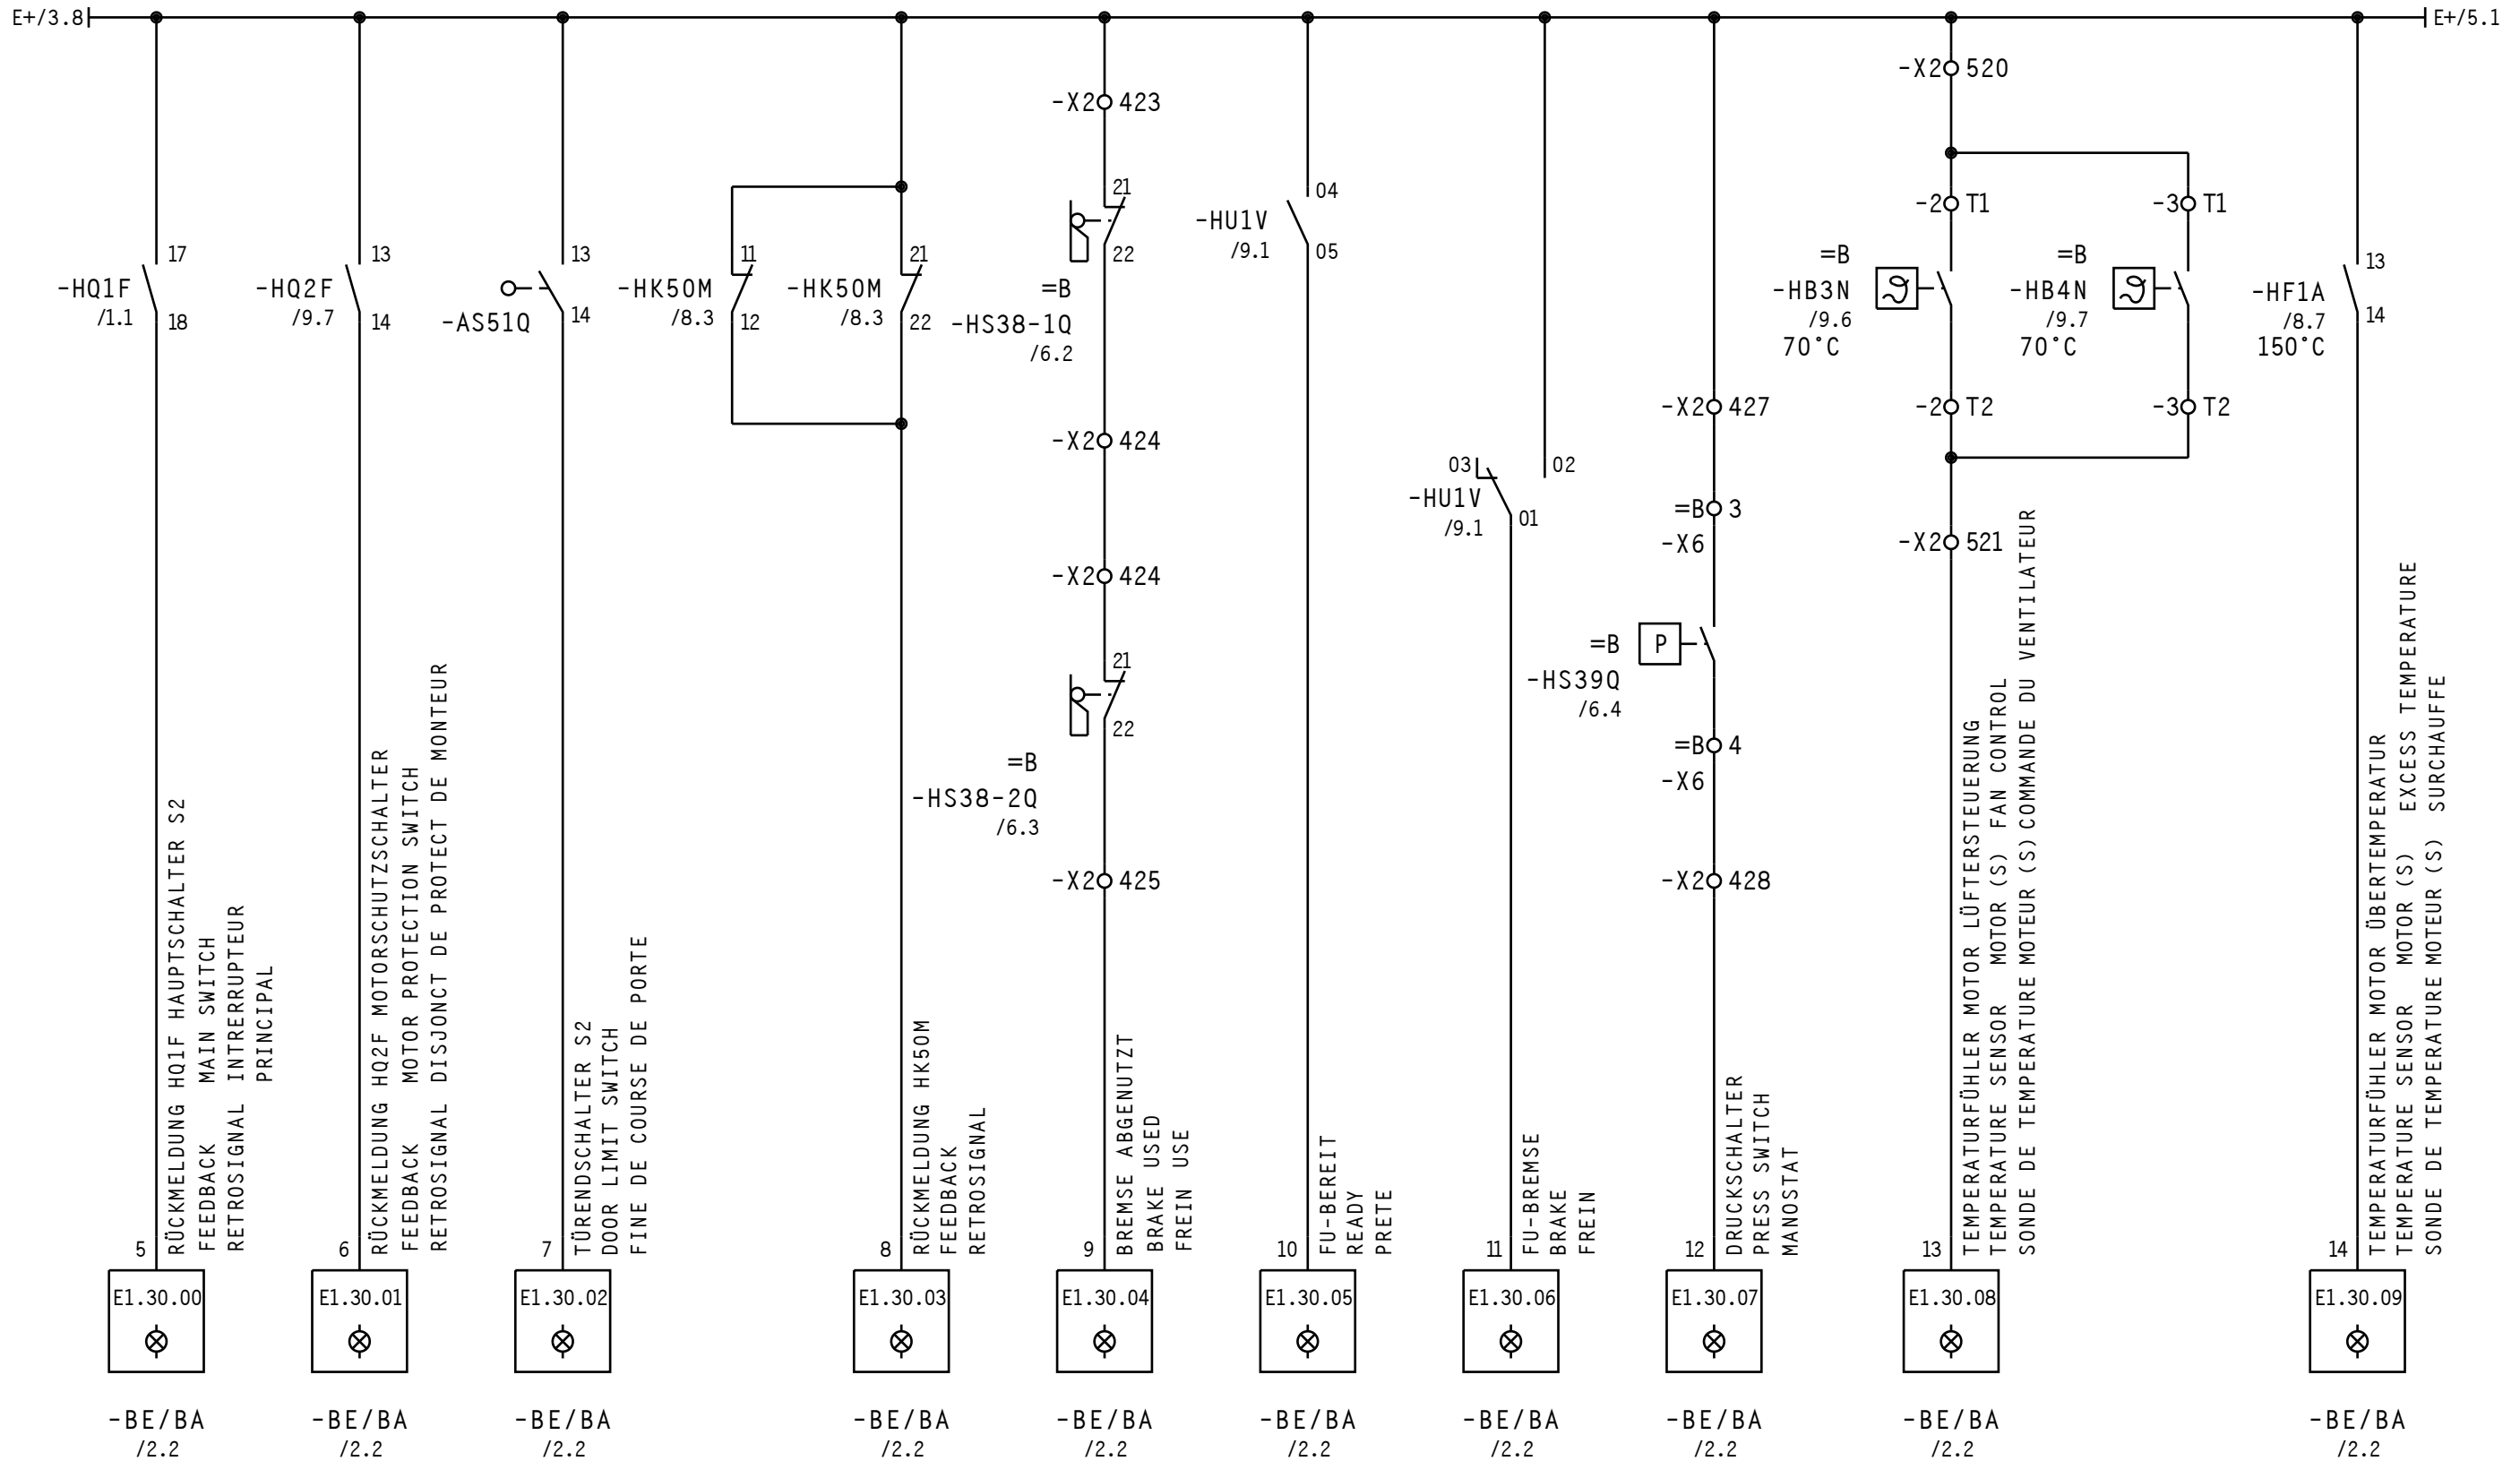 E+/3.8
E+/5.1
17
-HQ1F
/1.1
18
RÜCKMELDUNG HQ1F HAUPTSCHALTER S2
FEEDBACK MAIN SWITCH
RETROSIGNAL INTRERRUPTEUR
PRINCIPAL
5
E1.30.00
-BE/BA
/2.2
13
-HQ2F
/9.7
14
RÜCKMELDUNG HQ2F MOTORSCHUTZSCHALTER
FEEDBACK MOTOR PROTECTION SWITCH
RETROSIGNAL DISJONCT DE PROTECT DE MONTEUR
6
E1.30.01
-BE/BA
/2.2
13
-AS51Q
14
TÜRENDSCHALTER S2
DOOR LIMIT SWITCH
FINE DE COURSE DE PORTE
7
E1.30.02
-BE/BA
/2.2
11
-HK50M
/8.3
12
21
-HK50M
/8.3
22
RÜCKMELDUNG HK50M
FEEDBACK
RETROSIGNAL
8
E1.30.03
-BE/BA
/2.2
-X2 423
21
22
=B
-HS38-1Q
/6.2
-X2 424
-X2 424
21
22
=B
-HS38-2Q
/6.3
-X2 425
BREMSE ABGENUTZT
BRAKE USED
FREIN USE
9
E1.30.04
-BE/BA
/2.2
04
-HU1V
/9.1
05
FU-BEREIT
READY
PRETE
10
E1.30.05
-BE/BA
/2.2
03
02
-HU1V
/9.1
01
FU-BREMSE
BRAKE
FREIN
11
E1.30.06
-BE/BA
/2.2
-X2 427
=B 3
-X6
P
=B
-HS39Q
/6.4
=B 4
-X6
-X2 428
DRUCKSCHALTER
PRESS SWITCH
MANOSTAT
12
E1.30.07
-BE/BA
/2.2
-X2 520
-2 T1
=B
-HB3N
/9.6
70°C
-2 T2
-3 T1
=B
-HB4N
/9.7
70°C
-3 T2
-X2 521
TEMPERATURFÜHLER MOTOR LÜFTERSTEUERUNG
TEMPERATURE SENSOR MOTOR(S) FAN CONTROL
SONDE DE TEMPERATURE MOTEUR(S) COMMANDE DU VENTILATEUR
13
E1.30.08
-BE/BA
/2.2
13
-HF1A
/8.7
14
150°C
TEMPERATURFÜHLER MOTOR ÜBERTEMPERATUR
TEMPERATURE SENSOR MOTOR(S) EXCESS TEMPERATURE
SONDE DE TEMPERATURE MOTEUR(S) SURCHAUFFE
14
E1.30.09
-BE/BA
/2.2